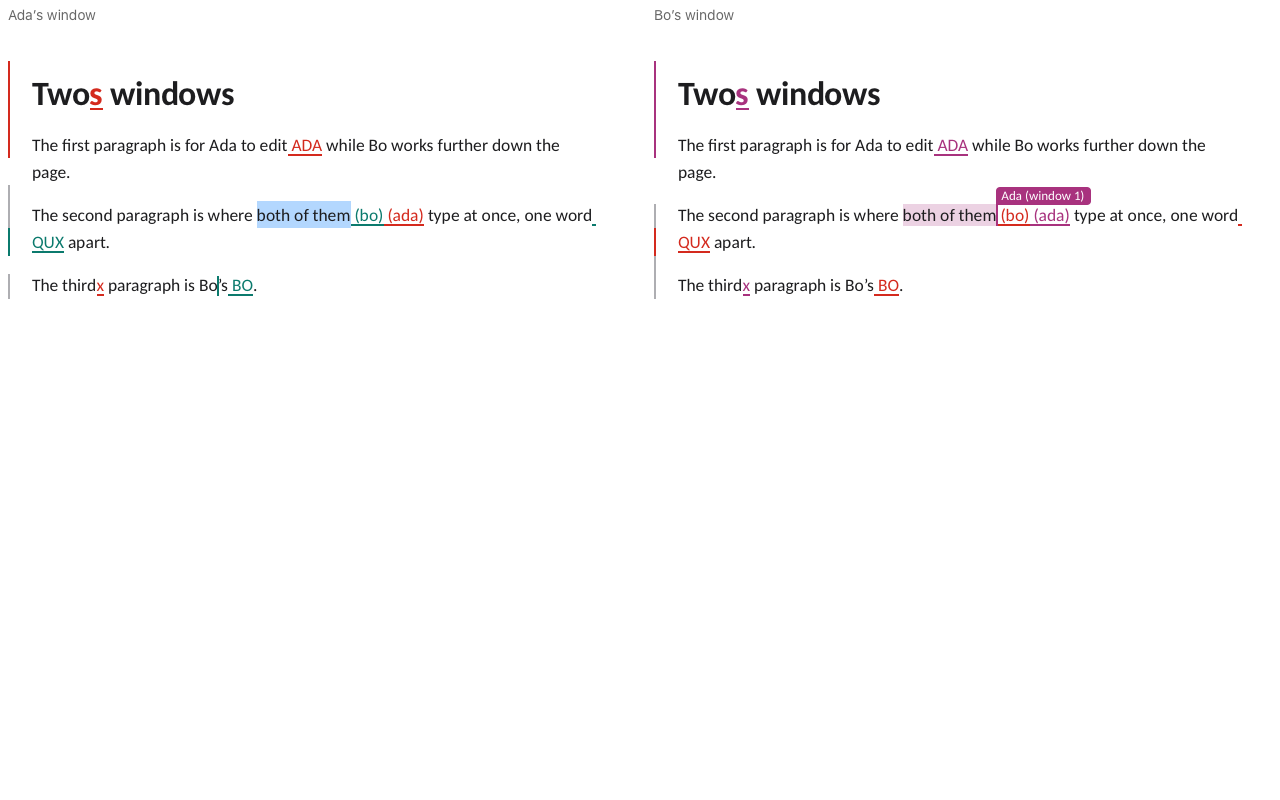 Ada's window
Twos windows
The first paragraph is for Ada to edit ADA while Bo works further down the
page.
The second paragraph is where both of them (bo) (ada) type at once, one word
QUX apart.
The thirdx paragraph is Bo’s BO.
Bo's window
Twos windows
The first paragraph is for Ada to edit ADA while Bo works further down the
page.
Ada (window 1)
The second paragraph is where both of them (bo) (ada) type at once, one word
QUX apart.
The thirdx paragraph is Bo’s BO.